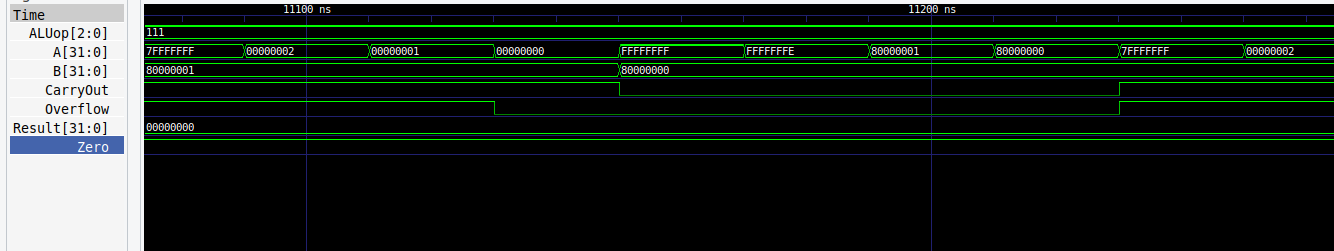 Time 11100 ns 11200 ns
ALUop[2:0] 111
A[31:0] 7FFFFFFF 00000002 00000001 00000000 FFFFFFFF FFFFFFFE 80000001 80000000 7FFFFFFF 00000002
B[31:0] 80000001 80000000
CarryOut
Overflow
Result[31:0] 00000000
Zero